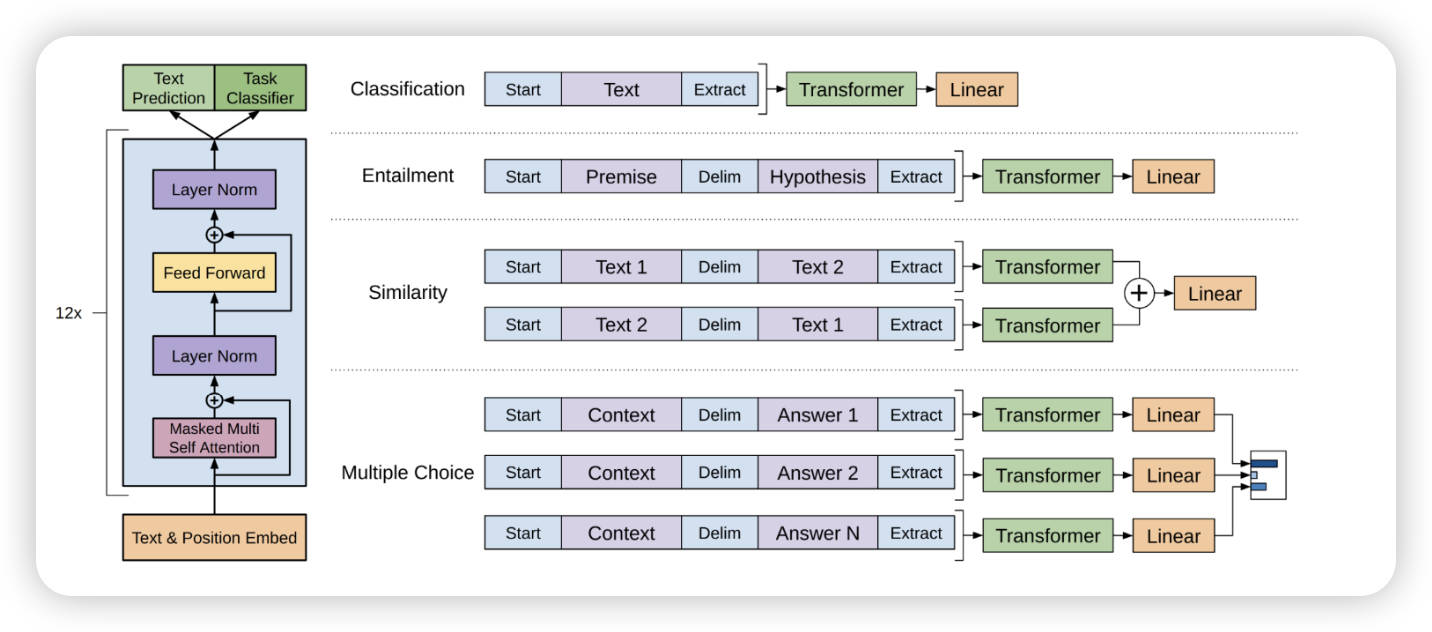 Text
Prediction
Task
Classifier
12x
Layer Norm
Feed Forward
Layer Norm
Masked Multi
Self Attention
Text & Position Embed
Classification
Start
Text
Extract
Transformer
Linear
Entailment
Start
Premise
Delim
Hypothesis
Extract
Transformer
Linear
Similarity
Start
Text 1
Delim
Text 2
Extract
Transformer
Start
Text 2
Delim
Text 1
Extract
Transformer
Linear
Multiple Choice
Start
Context
Delim
Answer 1
Extract
Transformer
Linear
Start
Context
Delim
Answer 2
Extract
Transformer
Linear
Start
Context
Delim
Answer N
Extract
Transformer
Linear